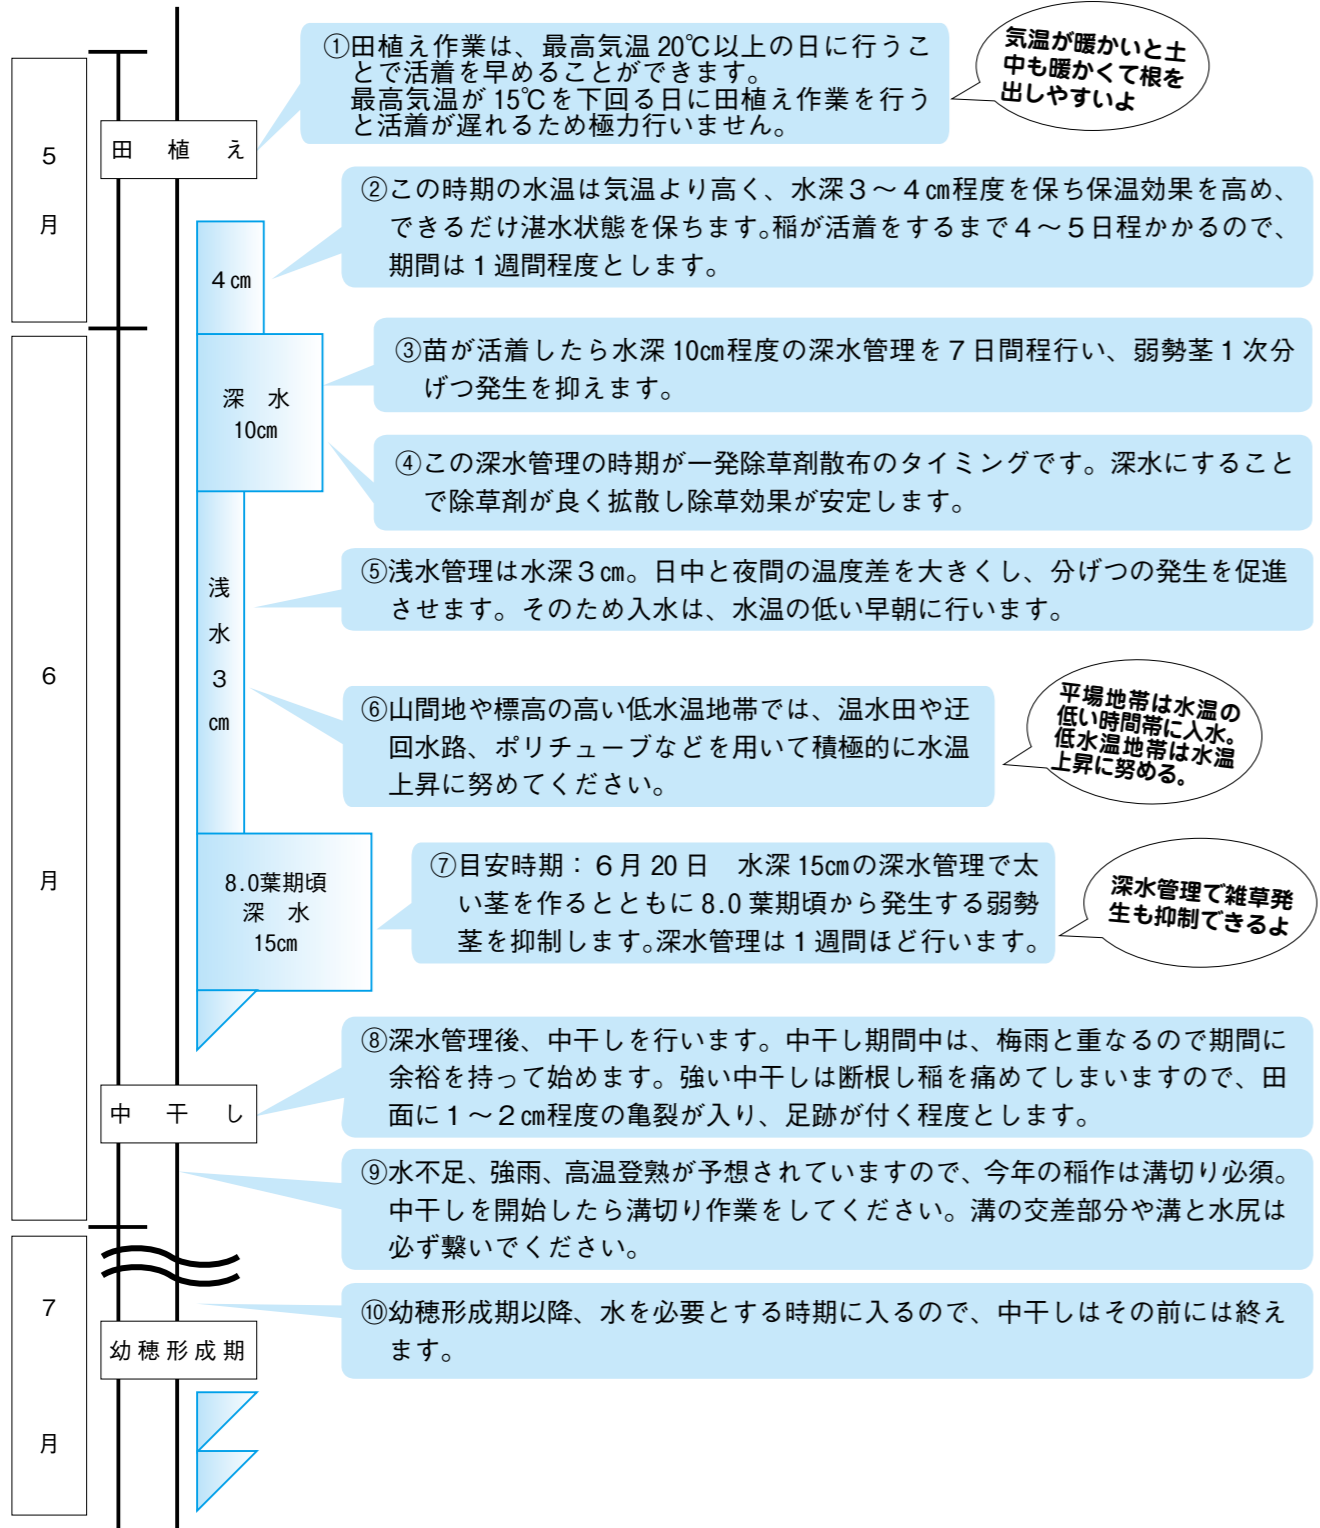 ①田植え作業は、最高気温20℃以上の日に行うこ
とで活着を早めることができます。
最高気温が15℃を下回る日に田植え作業を行う
と活着が遅れるため極力行いません。
気温が暖かいと土
中も暖かくて根を
出しやすいよ
5
月
田植え
②この時期の水温は気温より高く、水深３～４㎝程度を保ち保温効果を高め、
できるだけ湛水状態を保ちます。稲が活着をするまで４～５日程かかるので、
期間は１週間程度とします。
4㎝
③苗が活着したら水深10㎝程度の深水管理を７日間程行い、弱勢茎１次分
げつ発生を抑えます。
深水
10㎝
④この深水管理の時期が一発除草剤散布のタイミングです。深水にすること
で除草剤が良く拡散し除草効果が安定します。
⑤浅水管理は水深３㎝。日中と夜間の温度差を大きくし、分げつの発生を促進
させます。そのため入水は、水温の低い早朝に行います。
浅
水
3
㎝
6
月
⑥山間地や標高の高い低水温地帯では、温水田や迂
回水路、ポリチューブなどを用いて積極的に水温
上昇に努めてください。
平場地帯は水温の
低い時間帯に入水。
低水温地帯は水温
上昇に努める。
8.0葉期頃
深水
15㎝
⑦目安時期：６月20日　水深15㎝の深水管理で太
い茎を作るとともに8.0葉期頃から発生する弱勢
茎を抑制します。深水管理は１週間ほど行います。
深水管理で雑草発
生も抑制できるよ
⑧深水管理後、中干しを行います。中干し期間中は、梅雨と重なるので期間に
余裕を持って始めます。強い中干しは断根し稲を痛めてしまいますので、田
面に１～２㎝程度の亀裂が入り、足跡が付く程度とします。
中干し
⑨水不足、強雨、高温登熟が予想されていますので、今年の稲作は溝切り必須。
中干しを開始したら溝切り作業をしてください。溝の交差部分や溝と水尻は
必ず繋いでください。
7
月
⑩幼穂形成期以降、水を必要とする時期に入るので、中干しはその前には終え
ます。
幼穂形成期